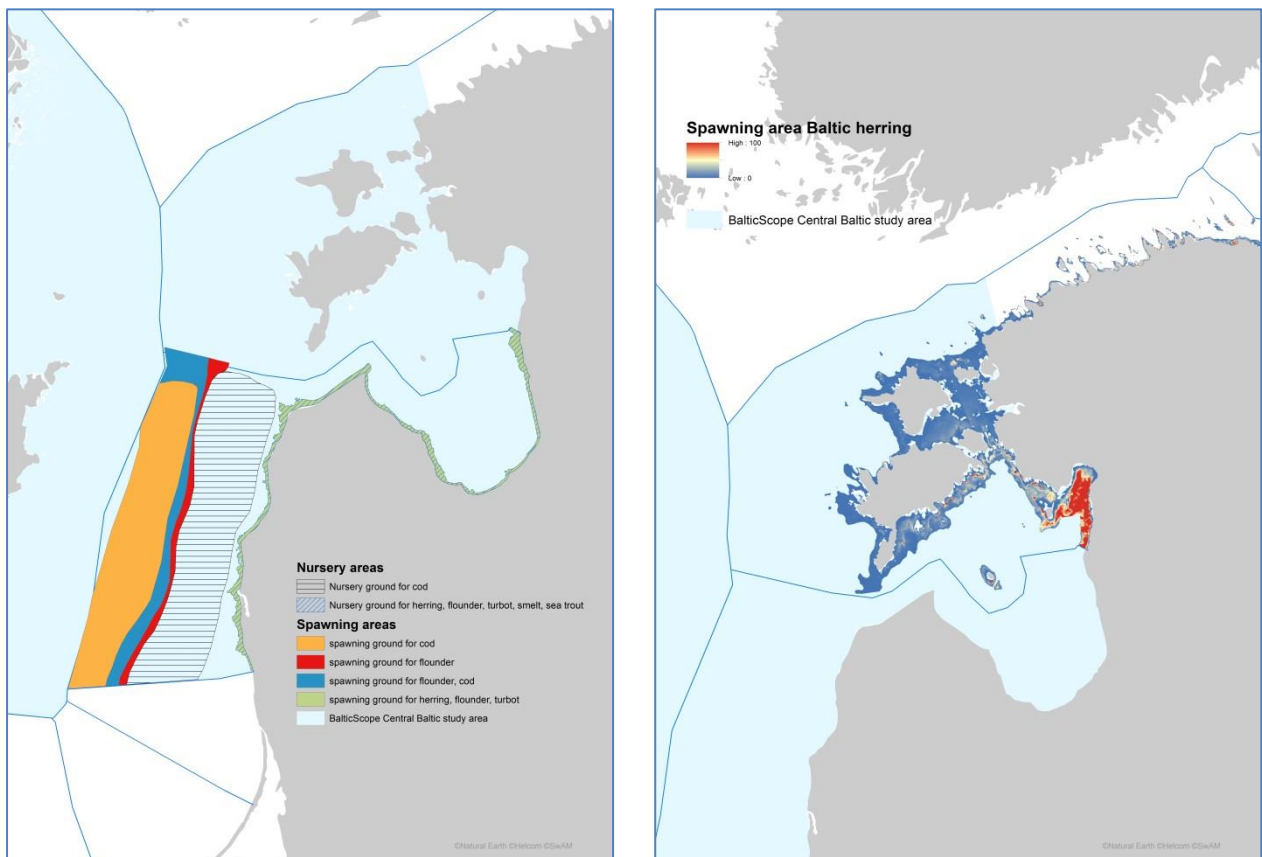 Nursery areas
Nursery ground for cod
Nursery ground for herring, flounder, turbot, smelt, sea trout
Spawning areas
spawning ground for cod
spawning ground for flounder
spawning ground for flounder, cod
spawning ground for herring, flounder, turbot
BalticScope Central Baltic study area
©Natural Earth ©Helcom ©SwAM
Spawning area Baltic herring
High : 100
Low : 0
BalticScope Central Baltic study area
©Natural Earth ©Helcom ©SwAM